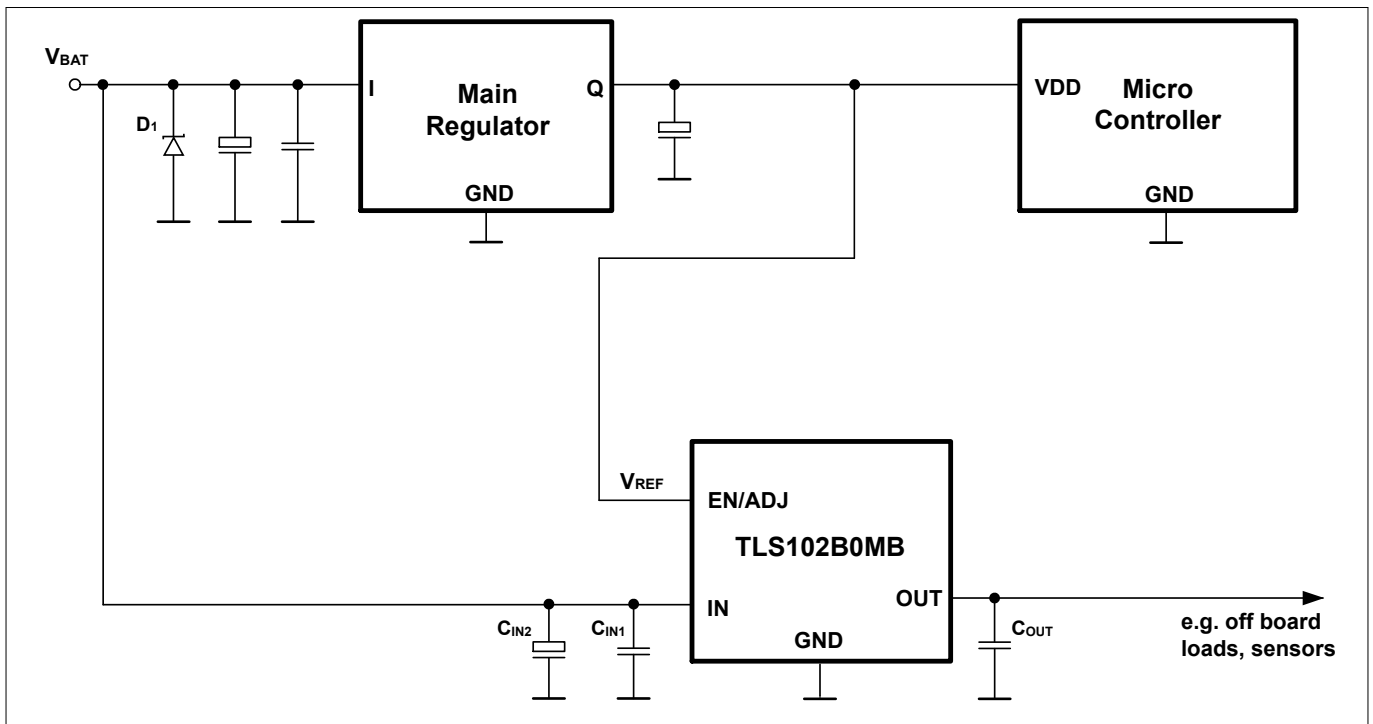 VBAT
I
Main
Regulator
Q
GND
VDD
Micro
Controller
GND
D1
VREF
EN/ADJ
TLS102B0MB
IN
OUT
GND
CIN2
CIN1
COUT
e.g. off board
loads, sensors